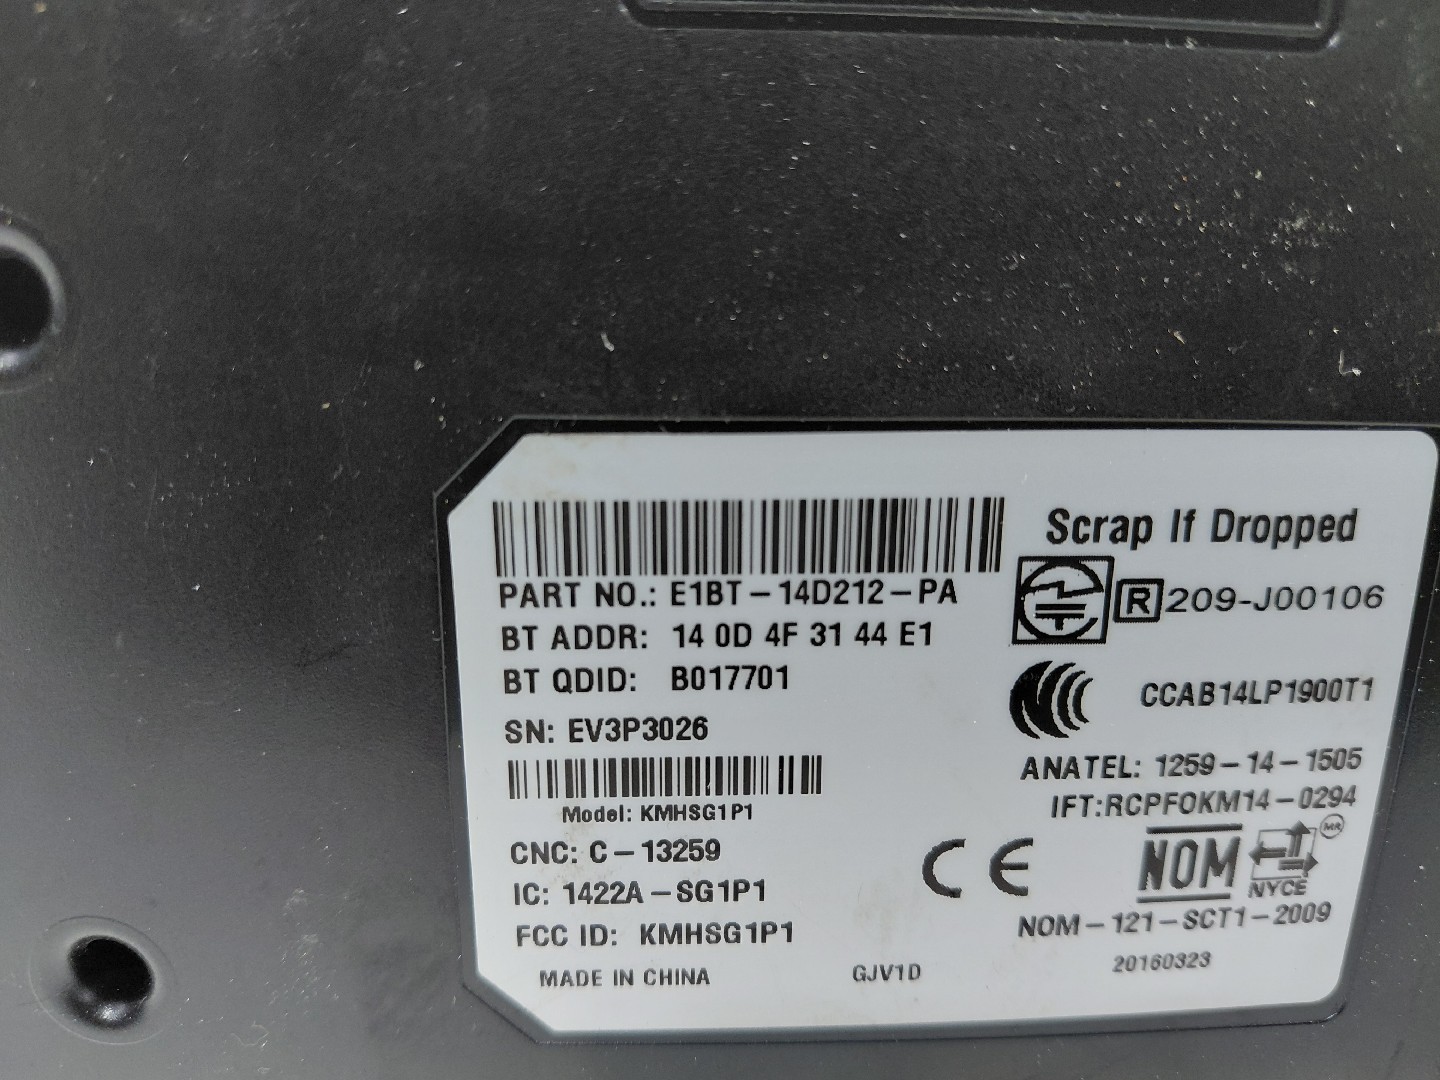 Scrap If Dropped
PART NO.: E1BT-14D212-PA
R 209-J00106
BT ADDR: 14 0D 4F 31 44 E1
BT QDID: B017701
CCAB14LP1900T1
SN: EV3P3026
ANATEL: 1259-14-1505
Model: KMHSG1P1
IFT:RCPFOKM14-0294
CNC: C-13259
CE
NOM
MR
NYCE
IC: 1422A-SG1P1
FCC ID: KMHSG1P1
NOM-121-SCT1-2009
MADE IN CHINA
GJV1D
20160323